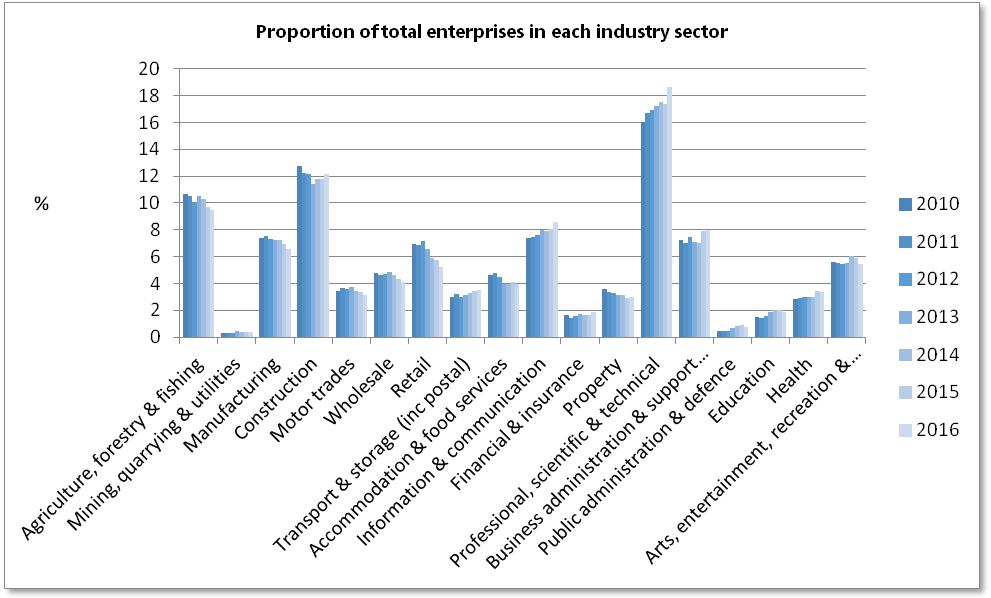 Proportion of total enterprises in each industry sector
20
18
16
14
12
10
8
6
4
2
0
%
Agriculture, forestry & fishing
Mining, quarrying & utilities
Manufacturing
Construction
Motor trades
Wholesale
Retail
Transport & storage (inc postal)
Accommodation & food services
Information & communication
Financial & insurance
Property
Professional, scientific & technical
Business administration & support...
Public administration & defence
Education
Health
Arts, entertainment, recreation &...
2010
2011
2012
2013
2014
2015
2016